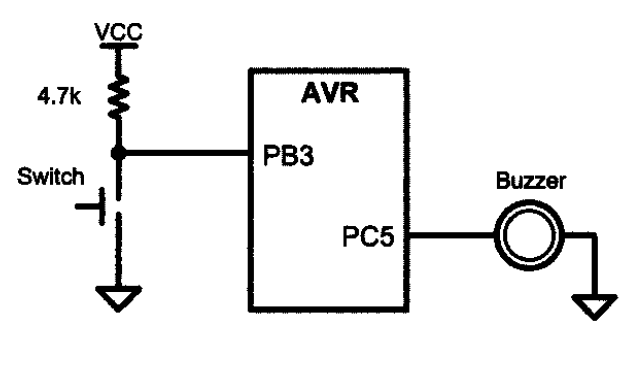 VCC
4.7k
AVR
PB3
Switch
Buzzer
PC5